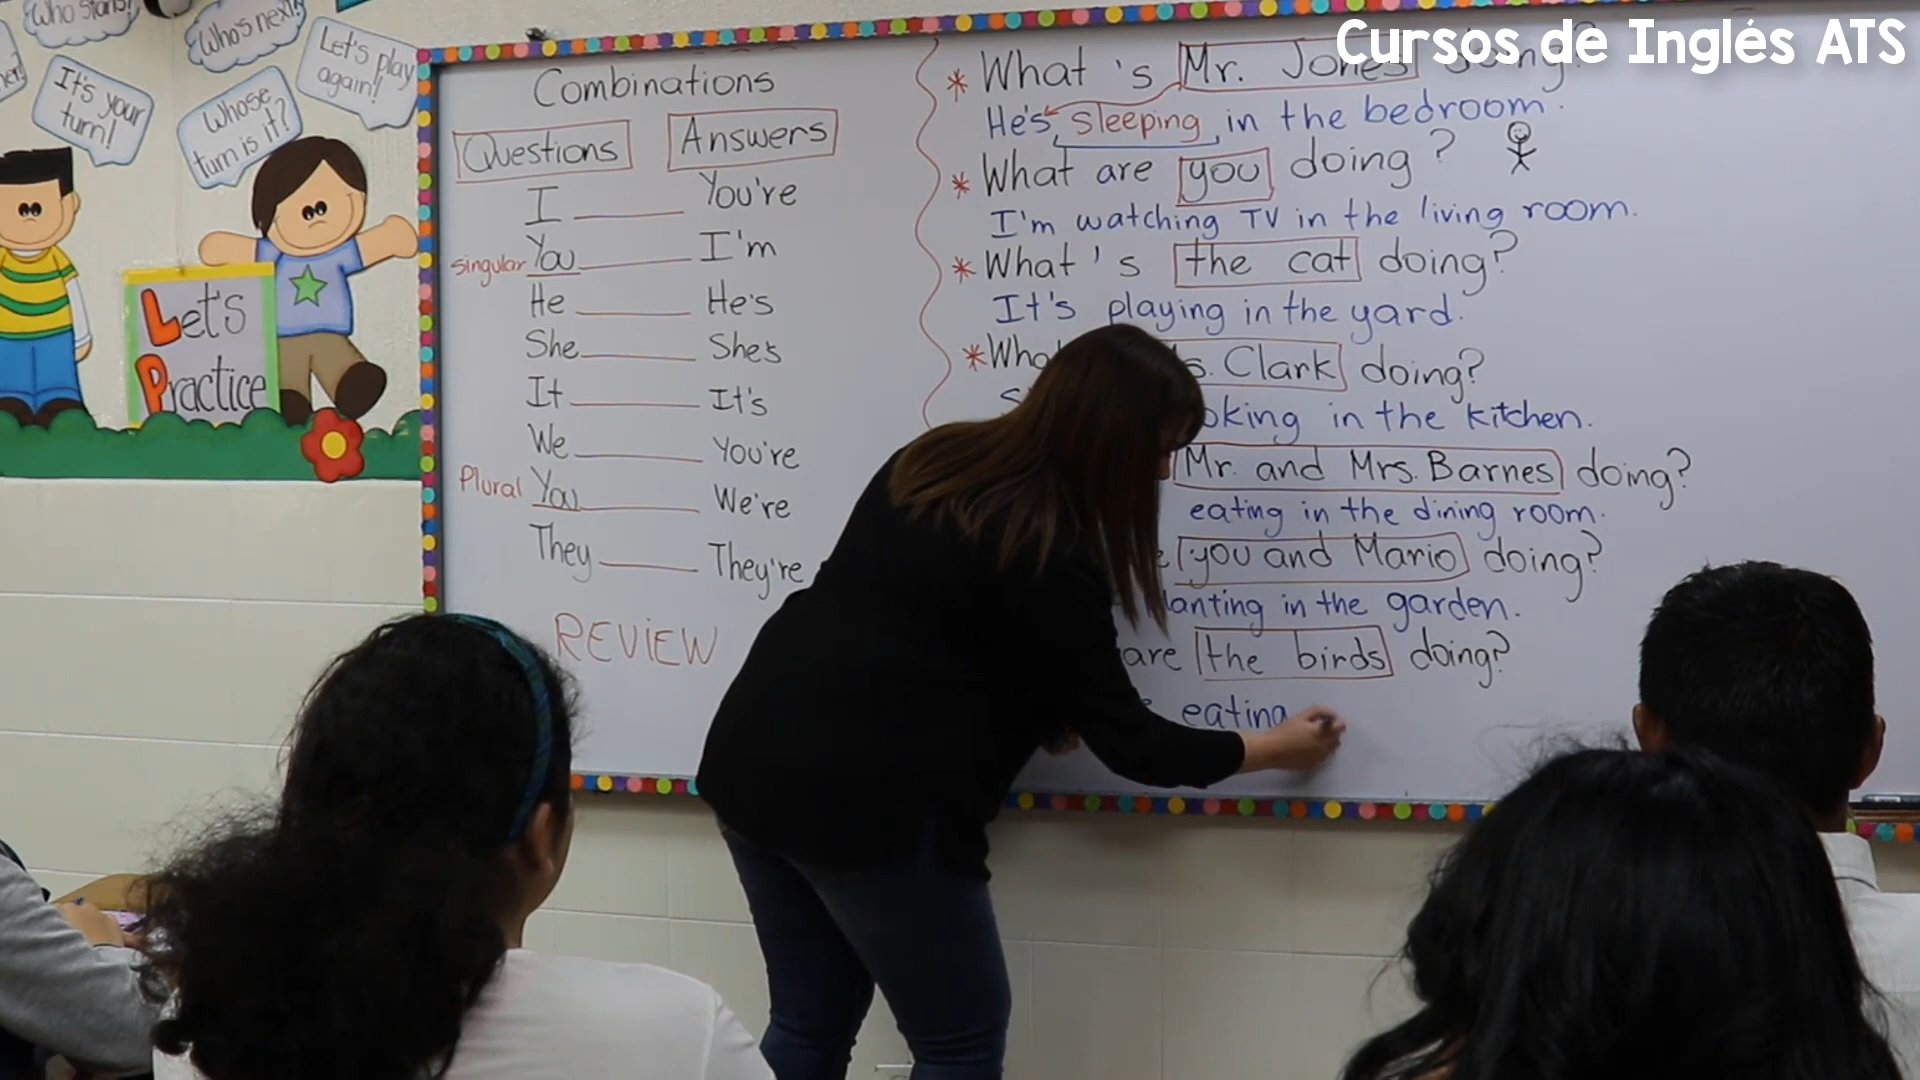 Cursos de Inglés ATS
Who starts?
Who's next?
Let's play
again!
It's your
turn!
Whose
turn is it?
Let's
Practice
Combinations
Questions Answers
I ______ You're
singular You ______ I'm
He ______ He's
She ______ She's
It ______ It's
We ______ You're
Plural You ______ We're
They ______ They're
REVIEW
* What 's Mr. Jones doing?
He's sleeping in the bedroom.
* What are you doing?
I'm watching TV in the living room.
* What's the cat doing?
It's playing in the yard.
* Clark doing?
in the kitchen.
Mr. and Mrs. Barnes doing?
eating in the dining room.
you and Mario doing?
in the garden.
are the birds doing?
eating